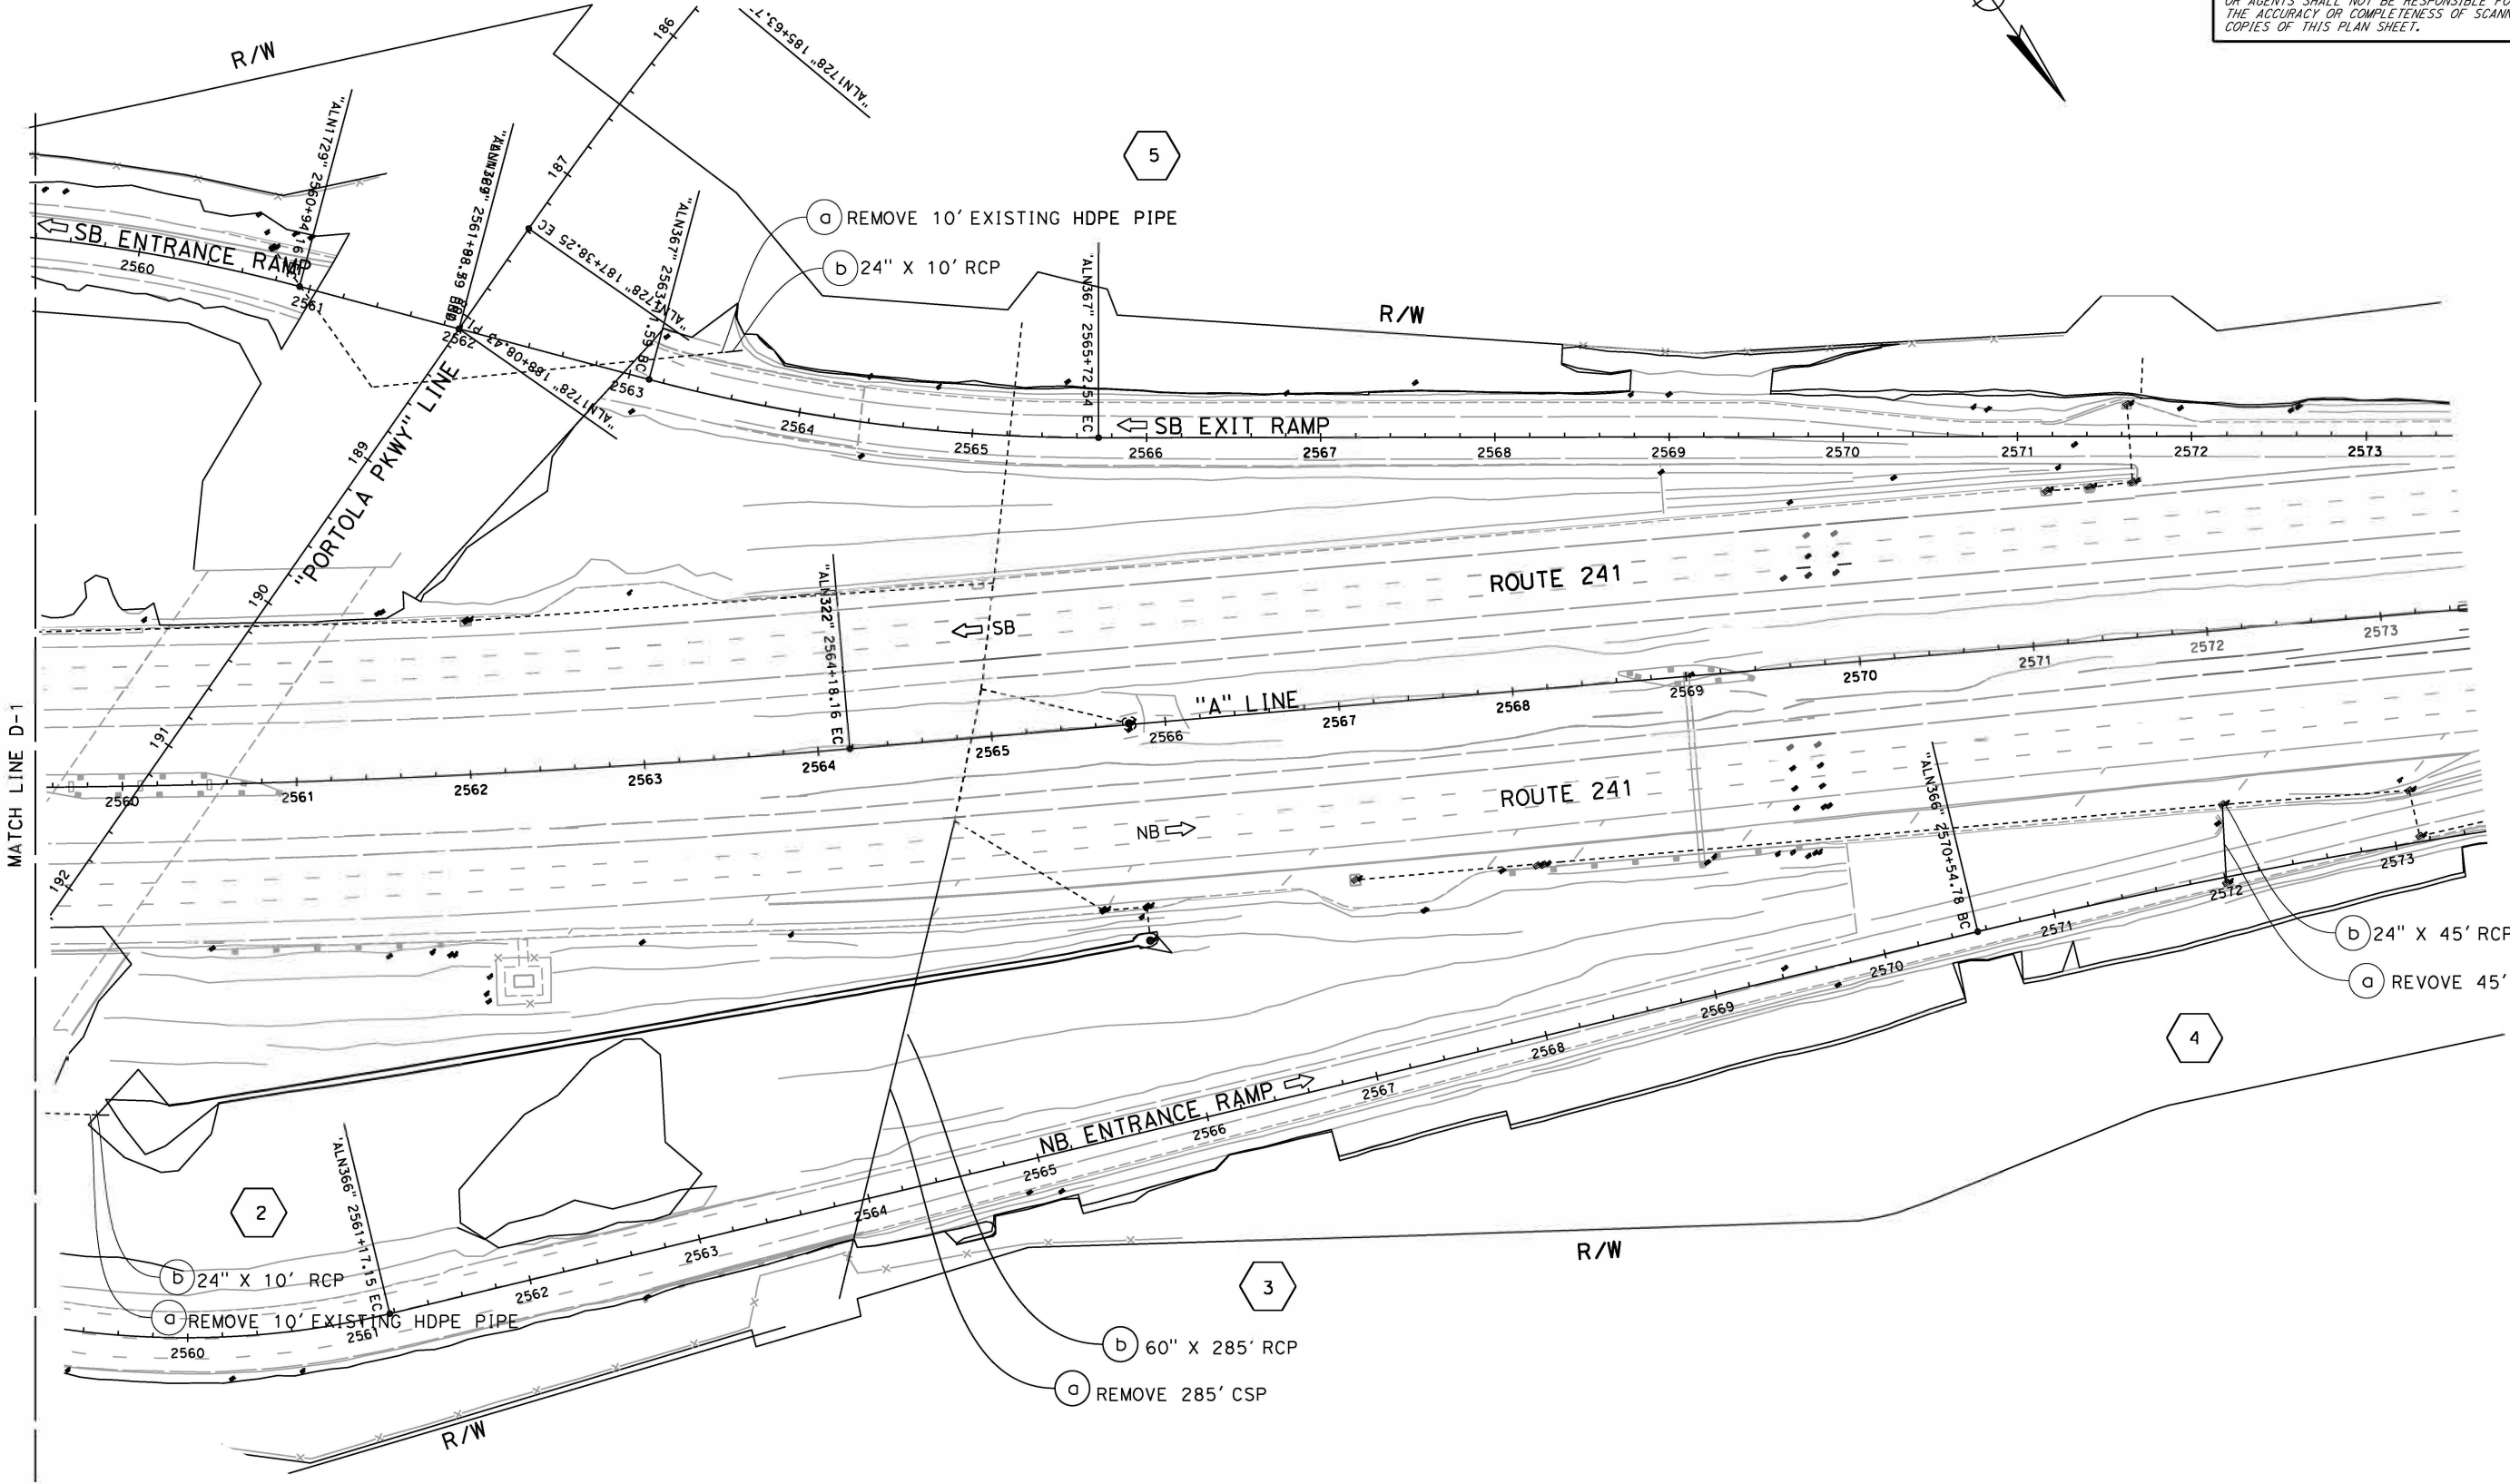 OR AGENTS SHALL NOT BE RESPONSIBLE FO
THE ACCURACY OR COMPLETENESS OF SCANN
COPIES OF THIS PLAN SHEET.
R/W
186
"ALN1728" 185+63.7
"ALN1729" 2560+94.16
187
5
"ALN367" 2563+
.59 BC
EC
"ALN1728" 187+38.25
a REMOVE 10' EXISTING HDPE PIPE
b 24" X 10' RCP
SB ENTRANCE RAMP
2560
2561
2562
2563
2564
2565
2566
2567
2568
2569
2570
2571
2572
2573
"ALN1728" 188+08.43 PI
"ALN367" 2565+72.54 EC
R/W
SB EXIT RAMP
189
"PORTOLA PKWY" LINE
190
191
192
ROUTE 241
SB
"ALN322" 2564+18.16 EC
"A" LINE
2560
2561
2562
2563
2564
2565
2566
2567
2568
2569
2570
2571
2572
2573
MATCH LINE D-1
ROUTE 241
NB
"ALN366" 2570+54.78 BC
b 24" X 45' RCP
a REVOVE 45'
4
NB ENTRANCE RAMP
2560
2561
2562
2563
2564
2565
2566
2567
2568
2569
2570
2571
2572
2573
"ALN366" 2561+17.15 EC
2
b 24" X 10' RCP
a REMOVE 10' EXISTING HDPE PIPE
R/W
3
b 60" X 285' RCP
a REMOVE 285' CSP
R/W